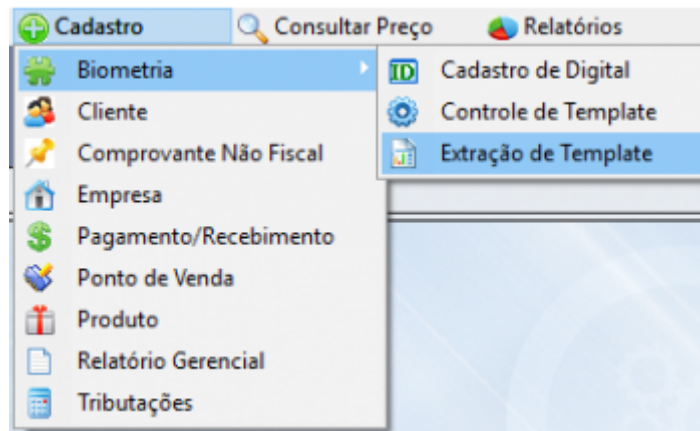 Cadastro
Consultar Preço
Relatórios
Biometria
Cliente
Comprovante Não Fiscal
Empresa
Pagamento/Recebimento
Ponto de Venda
Produto
Relatório Gerencial
Tributações
ID Cadastro de Digital
Controle de Template
Extração de Template